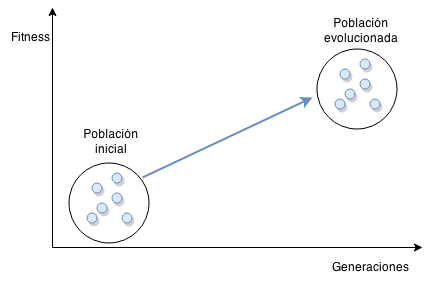 Población
evolucionada
Fitness
Población
inicial
Generaciones